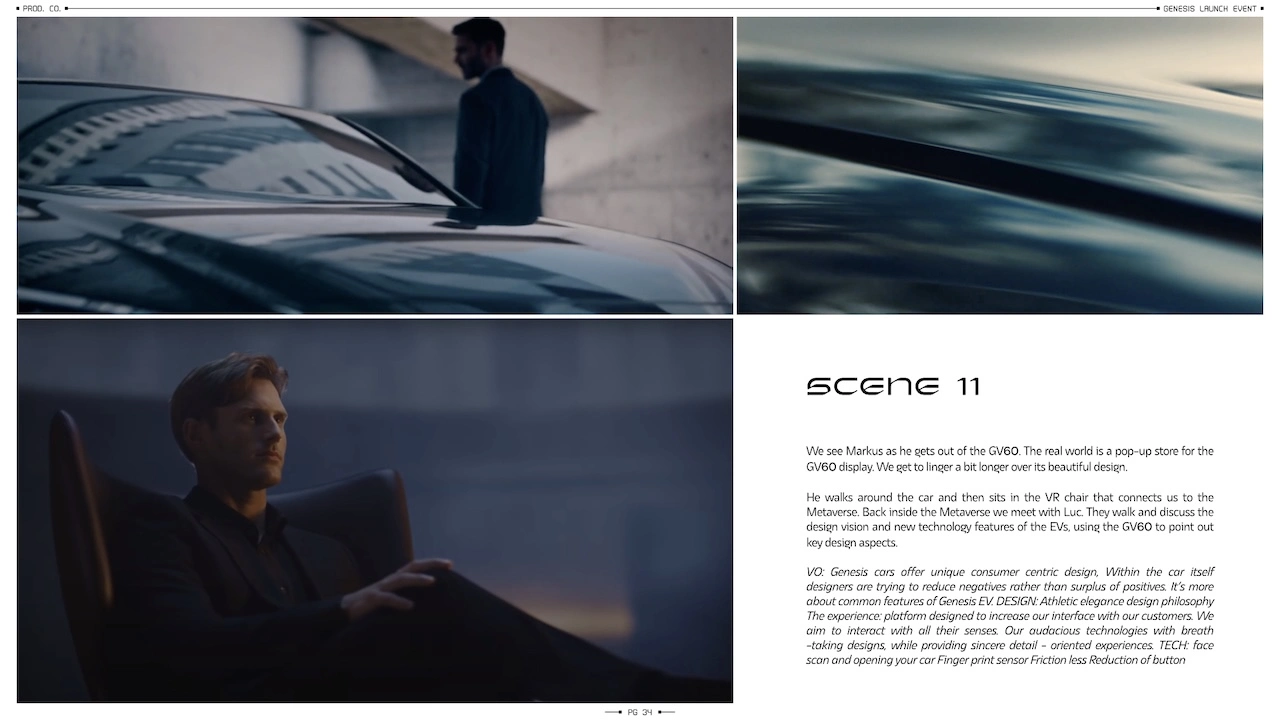 PROD. CO.
GENESIS LAUNCH EVENT
SCENE 11
We see Markus as he gets out of the GV60. The real world is a pop-up store for the
GV60 display. We get to linger a bit longer over its beautiful design.
He walks around the car and then sits in the VR chair that connects us to the
Metaverse. Back inside the Metaverse we meet with Luc. They walk and discuss the
design vision and new technology features of the EVs, using the GV60 to point out
key design aspects.
VO: Genesis cars offer unique consumer centric design, Within the car itself
designers are trying to reduce negatives rather than surplus of positives. It's more
about common features of Genesis EV. DESIGN: Athletic elegance design philosophy
The experience: platform designed to increase our interface with our customers. We
aim to interact with all their senses. Our audacious technologies with breath
-taking designs, while providing sincere detail - oriented experiences. TECH: face
scan and opening your car Finger print sensor Friction less Reduction of button
PG 34